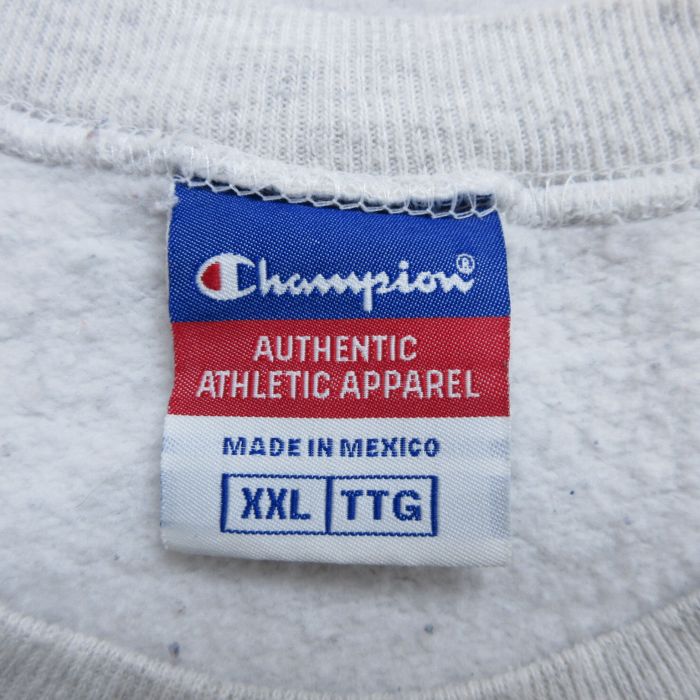 Champion®
AUTHENTIC
ATHLETIC APPAREL
MADE IN MEXICO
XXL TTG